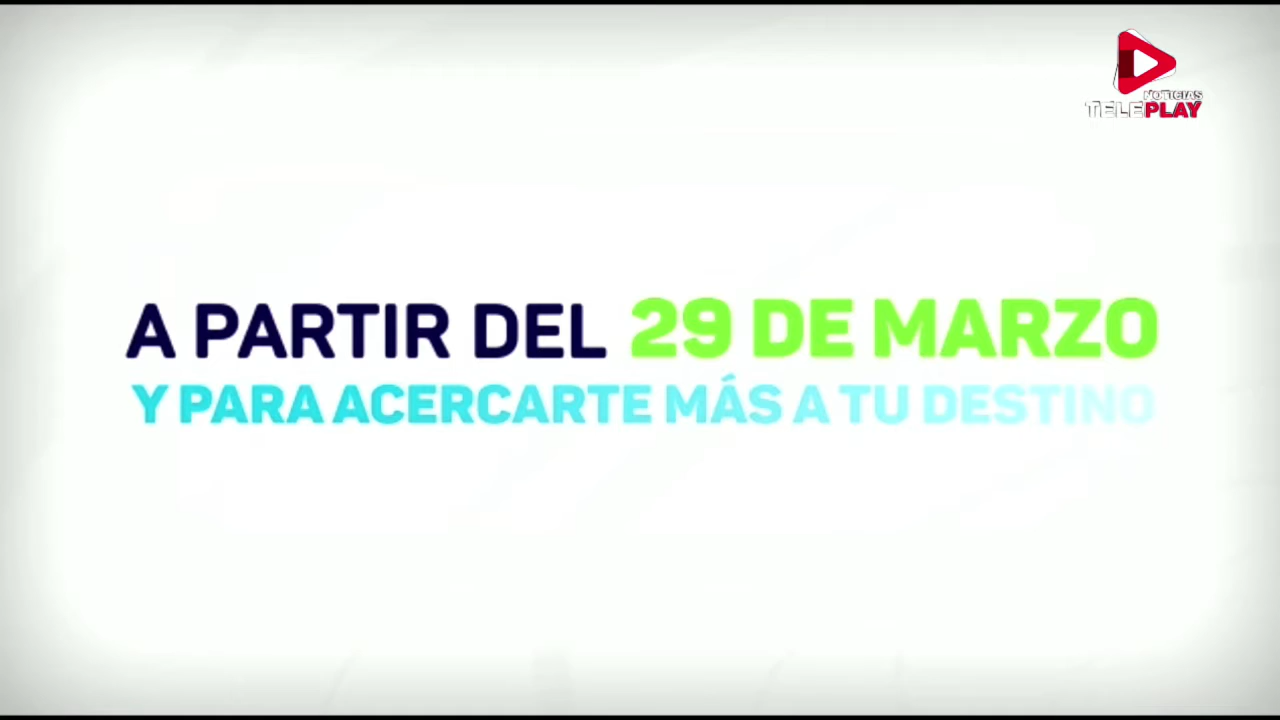 NOTICIAS
TELEPLAY
A PARTIR DEL 29 DE MARZO
Y PARA ACERCARTE MÁS A TU DESTINO